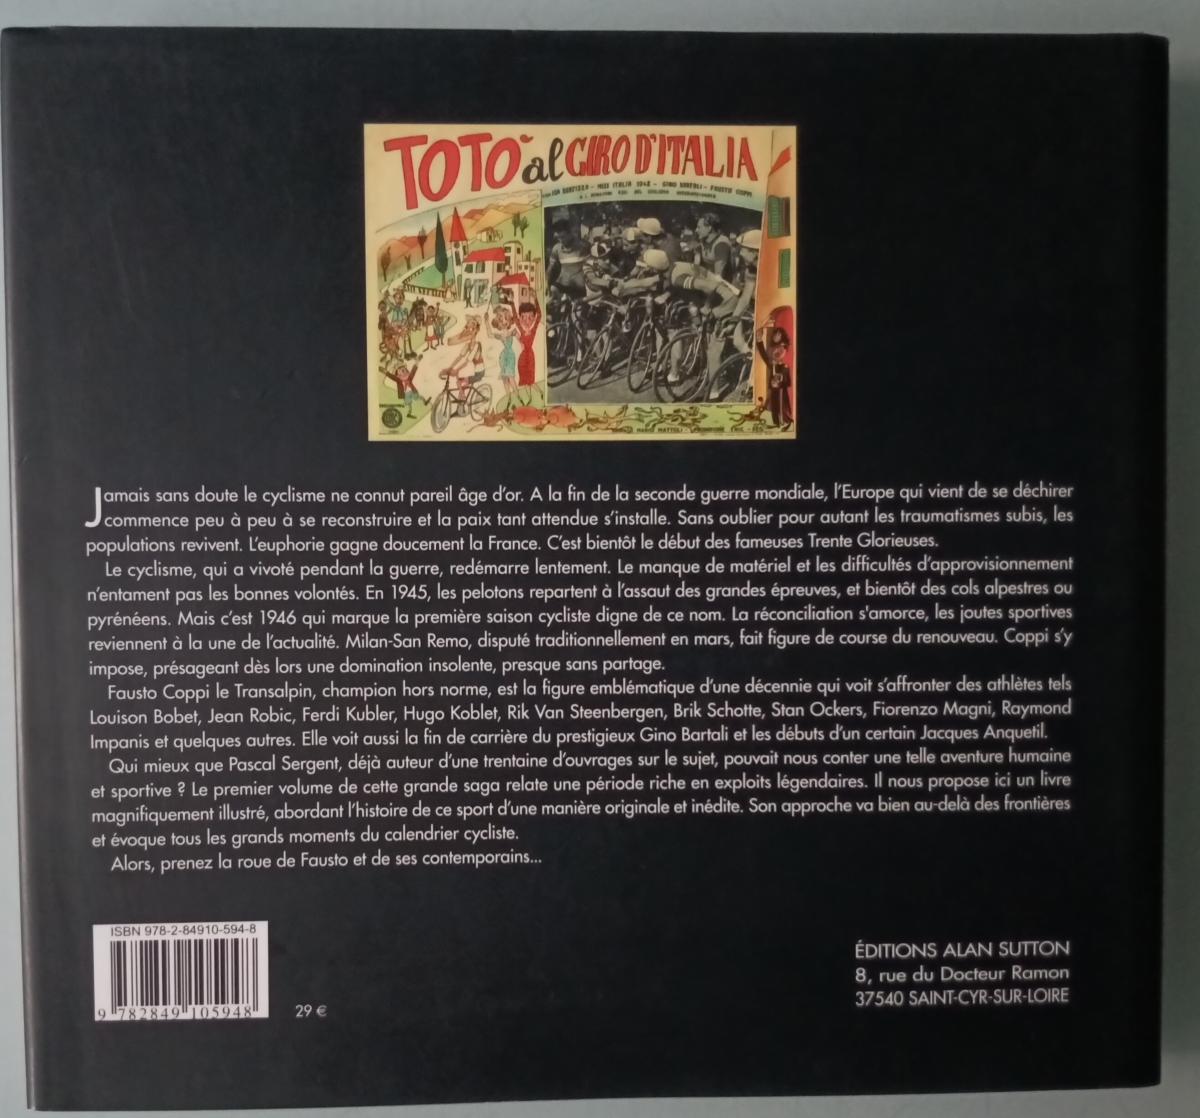 TOTÒ al GIRO D'ITALIA
MISS ITALIA 1948 - GINO BARTALI - FAUSTO COPPI
MARIO MATTOLI
Jamais sans doute le cyclisme ne connut pareil âge d'or. A la fin de la seconde guerre mondiale, l'Europe qui vient de se déchirer
commence peu à peu à se reconstruire et la paix tant attendue s'installe. Sans oublier pour autant les traumatismes subis, les
populations revivent. L'euphorie gagne doucement la France. C'est bientôt le début des fameuses Trente Glorieuses.
Le cyclisme, qui a vivoté pendant la guerre, redémarre lentement. Le manque de matériel et les difficultés d'approvisionnement
n'entament pas les bonnes volontés. En 1945, les pelotons repartent à l'assaut des grandes épreuves, et bientôt des cols alpestres ou
pyrénéens. Mais c'est 1946 qui marque la première saison cycliste digne de ce nom. La réconciliation s'amorce, les joutes sportives
reviennent à la une de l'actualité. Milan-San Remo, disputé traditionnellement en mars, fait figure de course du renouveau. Coppi s'y
impose, présageant dès lors une domination insolente, presque sans partage.
Fausto Coppi le Transalpin, champion hors norme, est la figure emblématique d'une décennie qui voit s'affronter des athlètes tels
Louison Bobet, Jean Robic, Ferdi Kubler, Hugo Koblet, Rik Van Steenbergen, Brik Schotte, Stan Ockers, Fiorenzo Magni, Raymond
Impanis et quelques autres. Elle voit aussi la fin de carrière du prestigieux Gino Bartali et les débuts d'un certain Jacques Anquetil.
Qui mieux que Pascal Sergent, déjà auteur d'une trentaine d'ouvrages sur le sujet, pouvait nous conter une telle aventure humaine
et sportive ? Le premier volume de cette grande saga relate une période riche en exploits légendaires. Il nous propose ici un livre
magnifiquement illustré, abordant l'histoire de ce sport d'une manière originale et inédite. Son approche va bien au-delà des frontières
et évoque tous les grands moments du calendrier cycliste.
Alors, prenez la roue de Fausto et de ses contemporains...
ISBN 978-2-84910-594-8
9 782849 105948
29 €
ÉDITIONS ALAN SUTTON
8, rue du Docteur Ramon
37540 SAINT-CYR-SUR-LOIRE